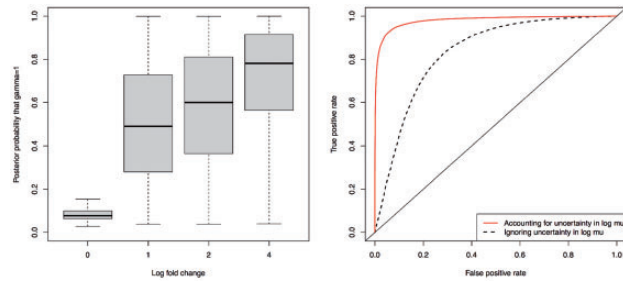 Posterior probability that gamma=1
1.0
0.8
0.6
0.4
0.2
0.0
0 1 2 4
Log fold change
True positive rate
1.0
0.8
0.6
0.4
0.2
0.0
Accounting for uncertainty in log mu
Ignoring uncertainty in log mu
0.0 0.2 0.4 0.6 0.8 1.0
False positive rate